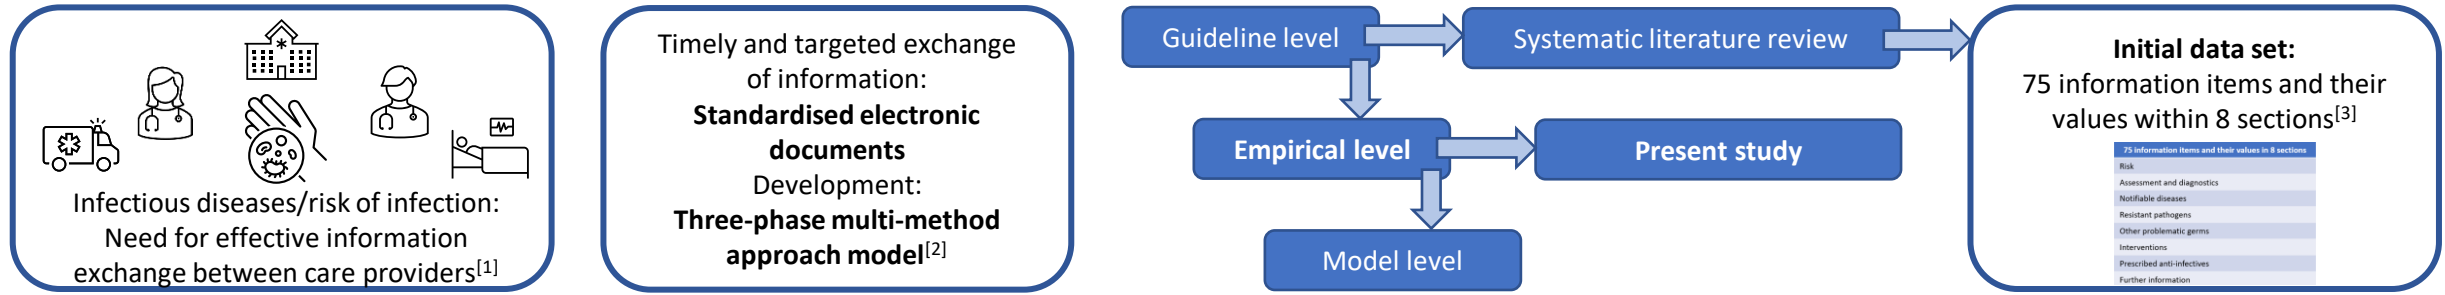 Infectious diseases/risk of infection:
Need for effective information
exchange between care providers[1]
Timely and targeted exchange
of information:
Standardised electronic
documents
Development:
Three-phase multi-method
approach model[2]
Guideline level
Systematic literature review
Empirical level
Present study
Model level
Initial data set:
75 information items and their
values within 8 sections[3]
75 information items and their values in 8 sections
Risk
Assessment and diagnostics
Notifiable diseases
Resistant pathogens
Other problematic germs
Interventions
Prescribed anti-infectives
Further information